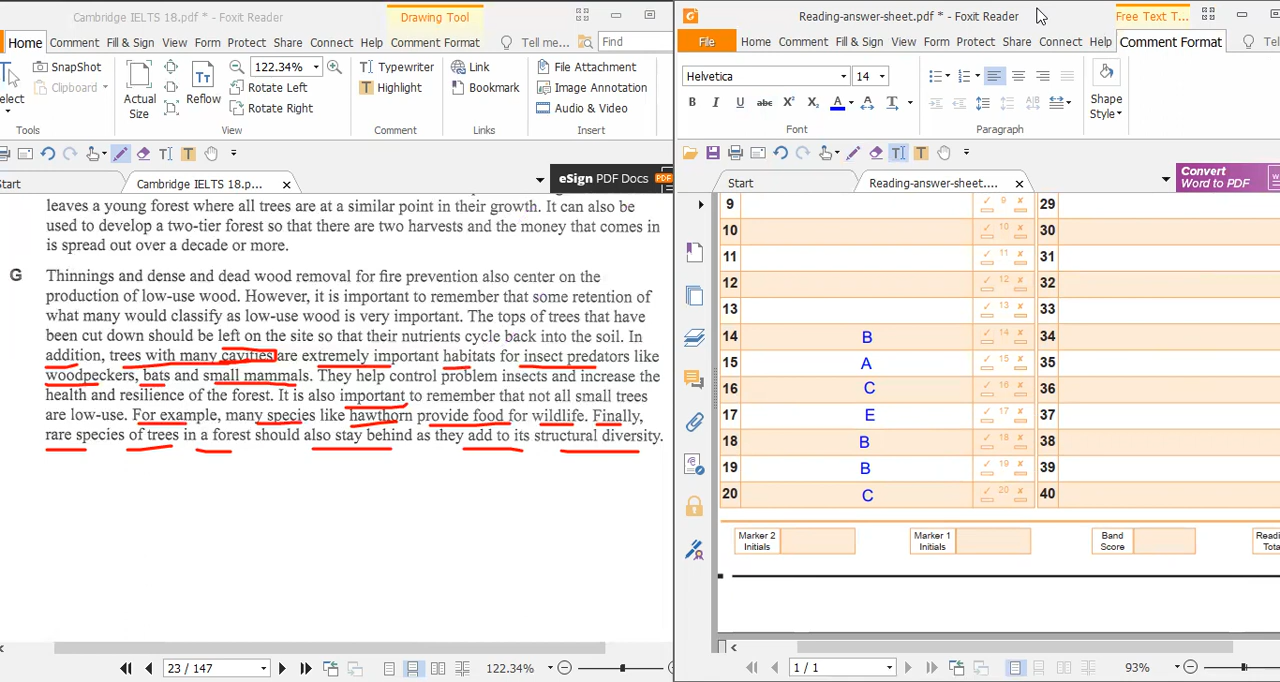 Cambridge IELTS 18.pdf * - Foxit Reader
Drawing Tool
Home Comment Fill & Sign View Form Protect Share Connect Help Comment Format Tell me... Find
SnapShot
Clipboard
Actual Size
Reflow
122.34%
Rotate Left
Rotate Right
Typewriter
Highlight
Link
Bookmark
File Attachment
Image Annotation
Audio & Video
Tools View Comment Links Insert
eSign PDF Docs
Cambridge IELTS 18.p...
leaves a young forest where all trees are at a similar point in their growth. It can also be
used to develop a two-tier forest so that there are two harvests and the money that comes in
is spread out over a decade or more.
G Thinnings and dense and dead wood removal for fire prevention also center on the
production of low-use wood. However, it is important to remember that some retention of
what many would classify as low-use wood is very important. The tops of trees that have
been cut down should be left on the site so that their nutrients cycle back into the soil. In
addition, trees with many cavities are extremely important habitats for insect predators like
woodpeckers, bats and small mammals. They help control problem insects and increase the
health and resilience of the forest. It is also important to remember that not all small trees
are low-use. For example, many species like hawthorn provide food for wildlife. Finally,
rare species of trees in a forest should also stay behind as they add to its structural diversity.
23 / 147
122.34%
Reading-answer-sheet.pdf * - Foxit Reader
Free Text T...
File Home Comment Fill & Sign View Form Protect Share Connect Help Comment Format
Helvetica 14
Font Paragraph
Shape Style
Convert Word to PDF
Start
Reading-answer-sheet....
9 9 29
10 10 30
11 11 31
12 12 32
13 13 33
14 B 14 34
15 A 15 35
16 C 16 36
17 E 17 37
18 B 18 38
19 B 19 39
20 C 20 40
Marker 2 Initials
Marker 1 Initials
Band Score
1 / 1
93%